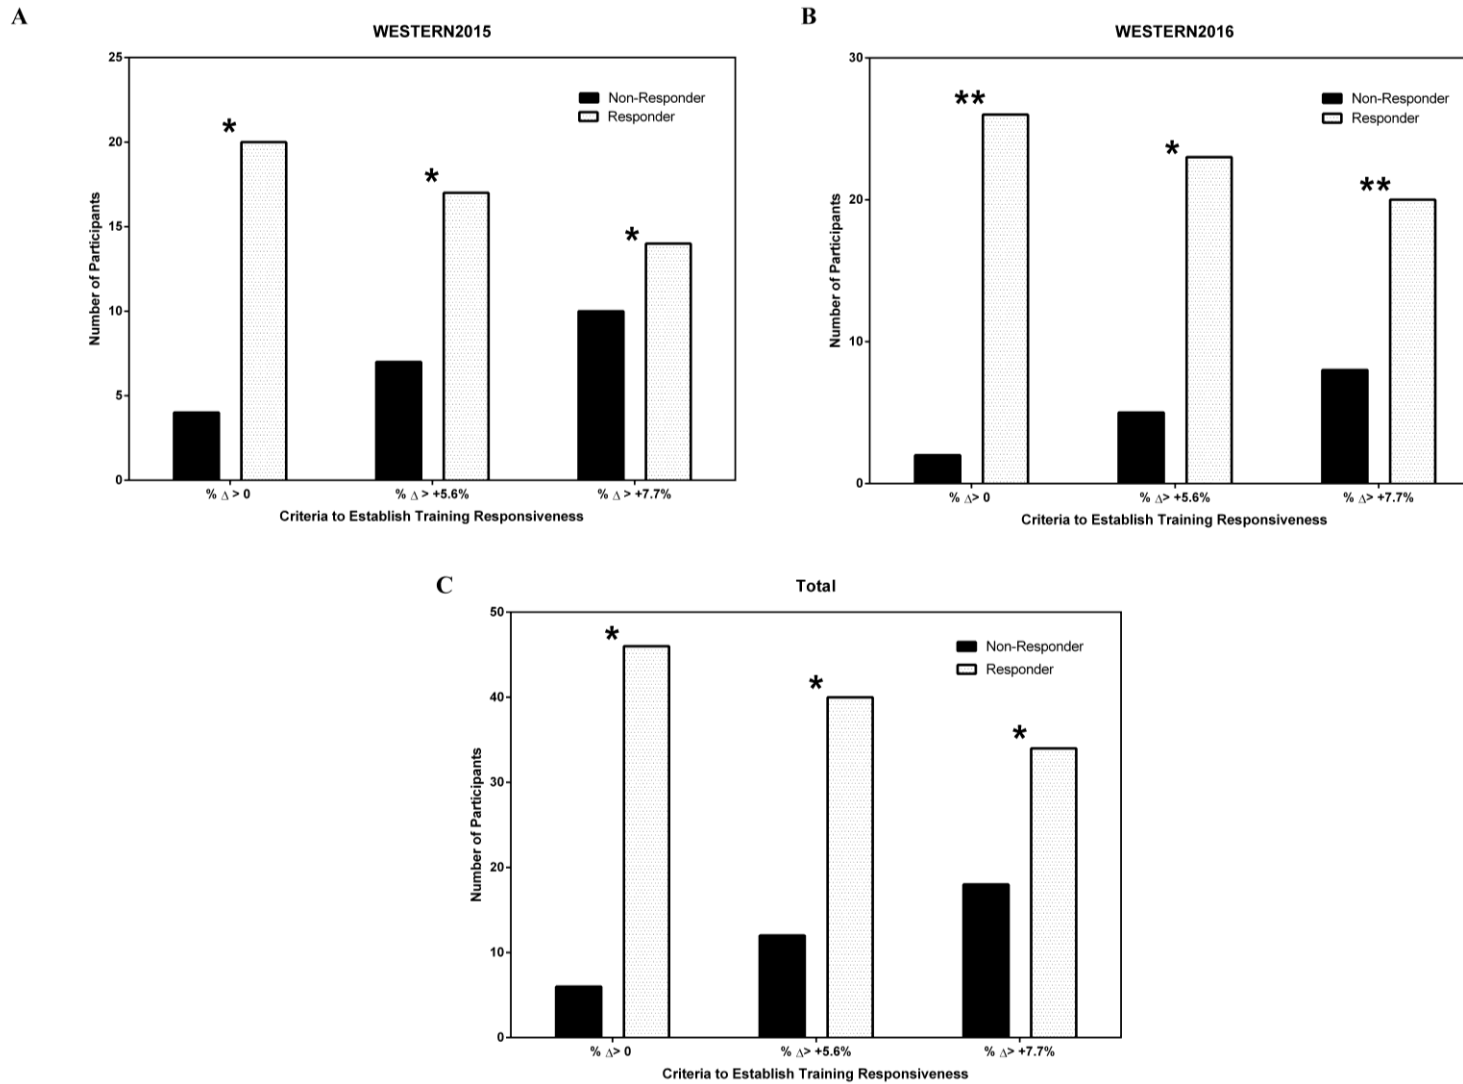 A
WESTERN2015
25
20
15
10
5
0
Number of Participants
Non-Responder
Responder
*
*
*
% Δ > 0
% Δ > +5.6%
% Δ > +7.7%
Criteria to Establish Training Responsiveness
B
WESTERN2016
30
20
10
0
Number of Participants
Non-Responder
Responder
**
*
**
% Δ> 0
% Δ> +5.6%
% Δ> +7.7%
Criteria to Establish Training Responsiveness
C
Total
50
40
30
20
10
0
Number of Participants
Non-Responder
Responder
*
*
*
% Δ> 0
% Δ> +5.6%
% Δ> +7.7%
Criteria to Establish Training Responsiveness